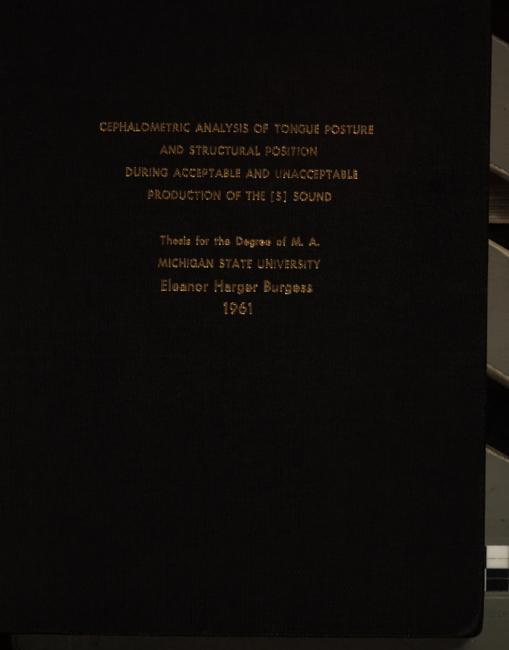 CEPHALOMETRIC ANALYSIS OF TONGUE POSTURE
AND STRUCTURAL POSITION
DURING ACCEPTABLE AND UNACCEPTABLE
PRODUCTION OF THE [S] SOUND
Thesis for the Degree of M. A.
MICHIGAN STATE UNIVERSITY
Eleanor Harger Burgess
1961